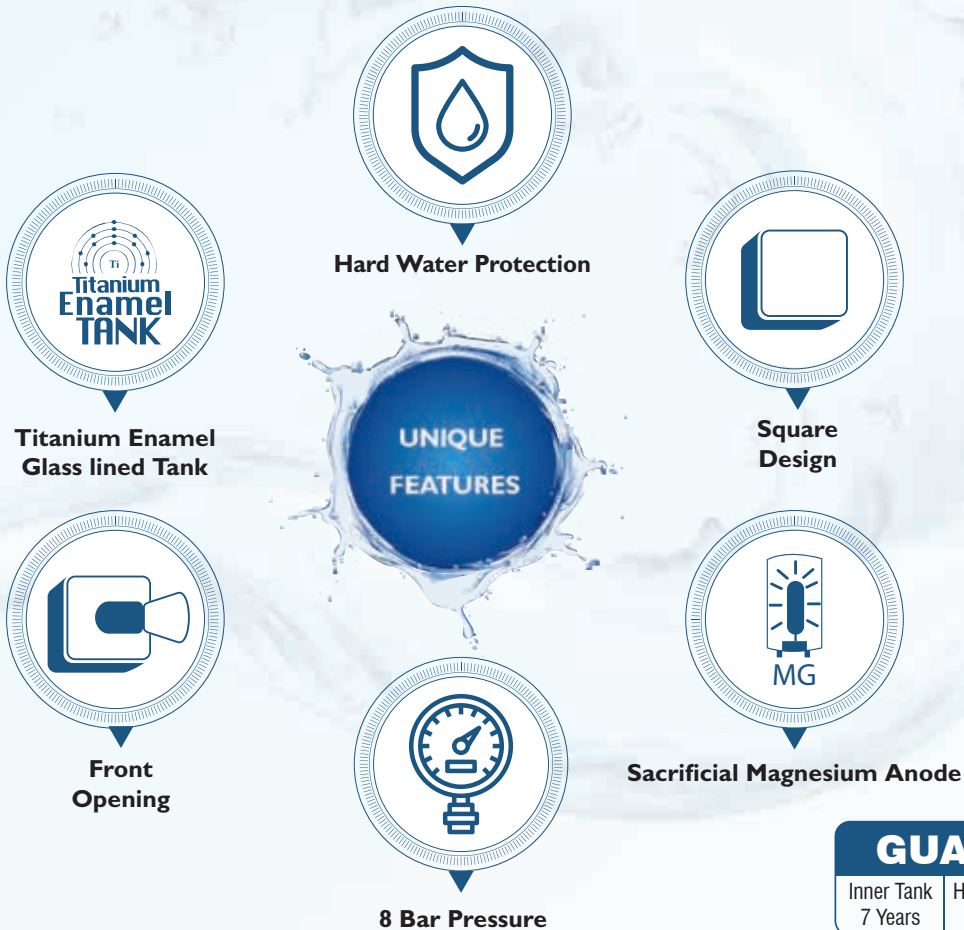 Hard Water Protection
Ti
Titanium
Enamel
TANK
Titanium Enamel
Glass lined Tank
Square
Design
UNIQUE
FEATURES
Front
Opening
MG
Sacrificial Magnesium Anode
8 Bar Pressure
GUA
Inner Tank
7 Years
H